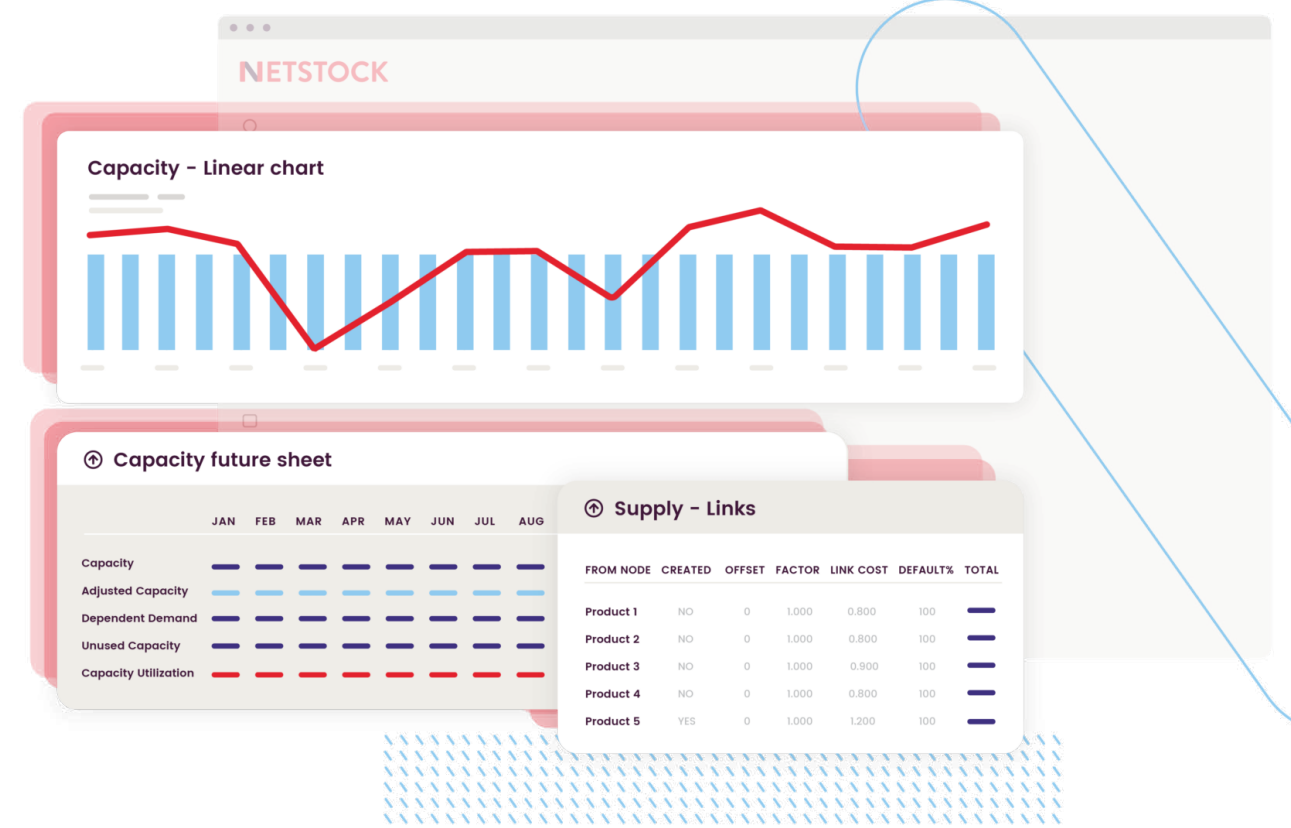 NETSTOCK
Capacity - Linear chart
Capacity future sheet
JAN FEB MAR APR MAY JUN JUL AUG
Capacity
Adjusted Capacity
Dependent Demand
Unused Capacity
Capacity Utilization
Supply - Links
FROM NODE CREATED OFFSET FACTOR LINK COST DEFAULT% TOTAL
Product 1 NO 0 1.000 0.800 100
Product 2 NO 0 1.000 0.800 100
Product 3 NO 0 1.000 0.900 100
Product 4 NO 0 1.000 0.800 100
Product 5 YES 0 1.000 1.200 100